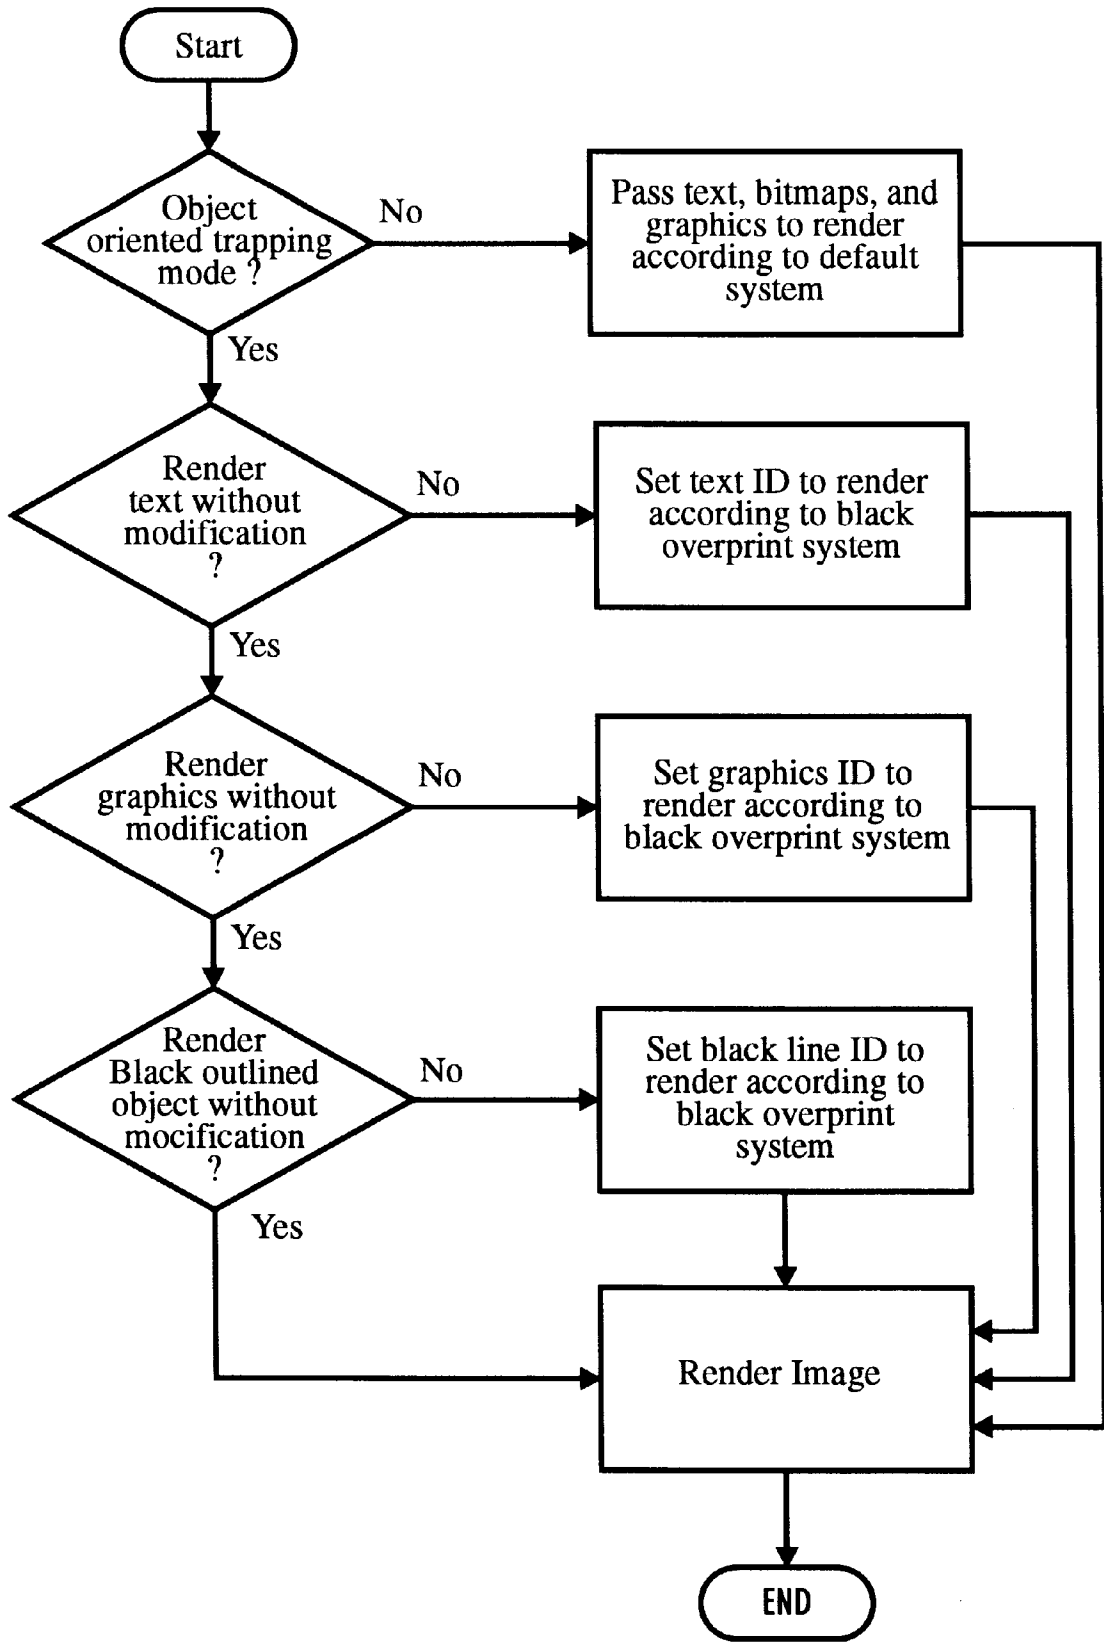 Start
Object
oriented trapping
mode ?
No
Pass text, bitmaps, and
graphics to render
according to default
system
Yes
Render
text without
modification
?
No
Set text ID to render
according to black
overprint system
Yes
Render
graphics without
modification
?
No
Set graphics ID to
render according to
black overprint system
Yes
Render
Black outlined
object without
mocification
?
No
Set black line ID to
render according to
black overprint
system
Yes
Render Image
END